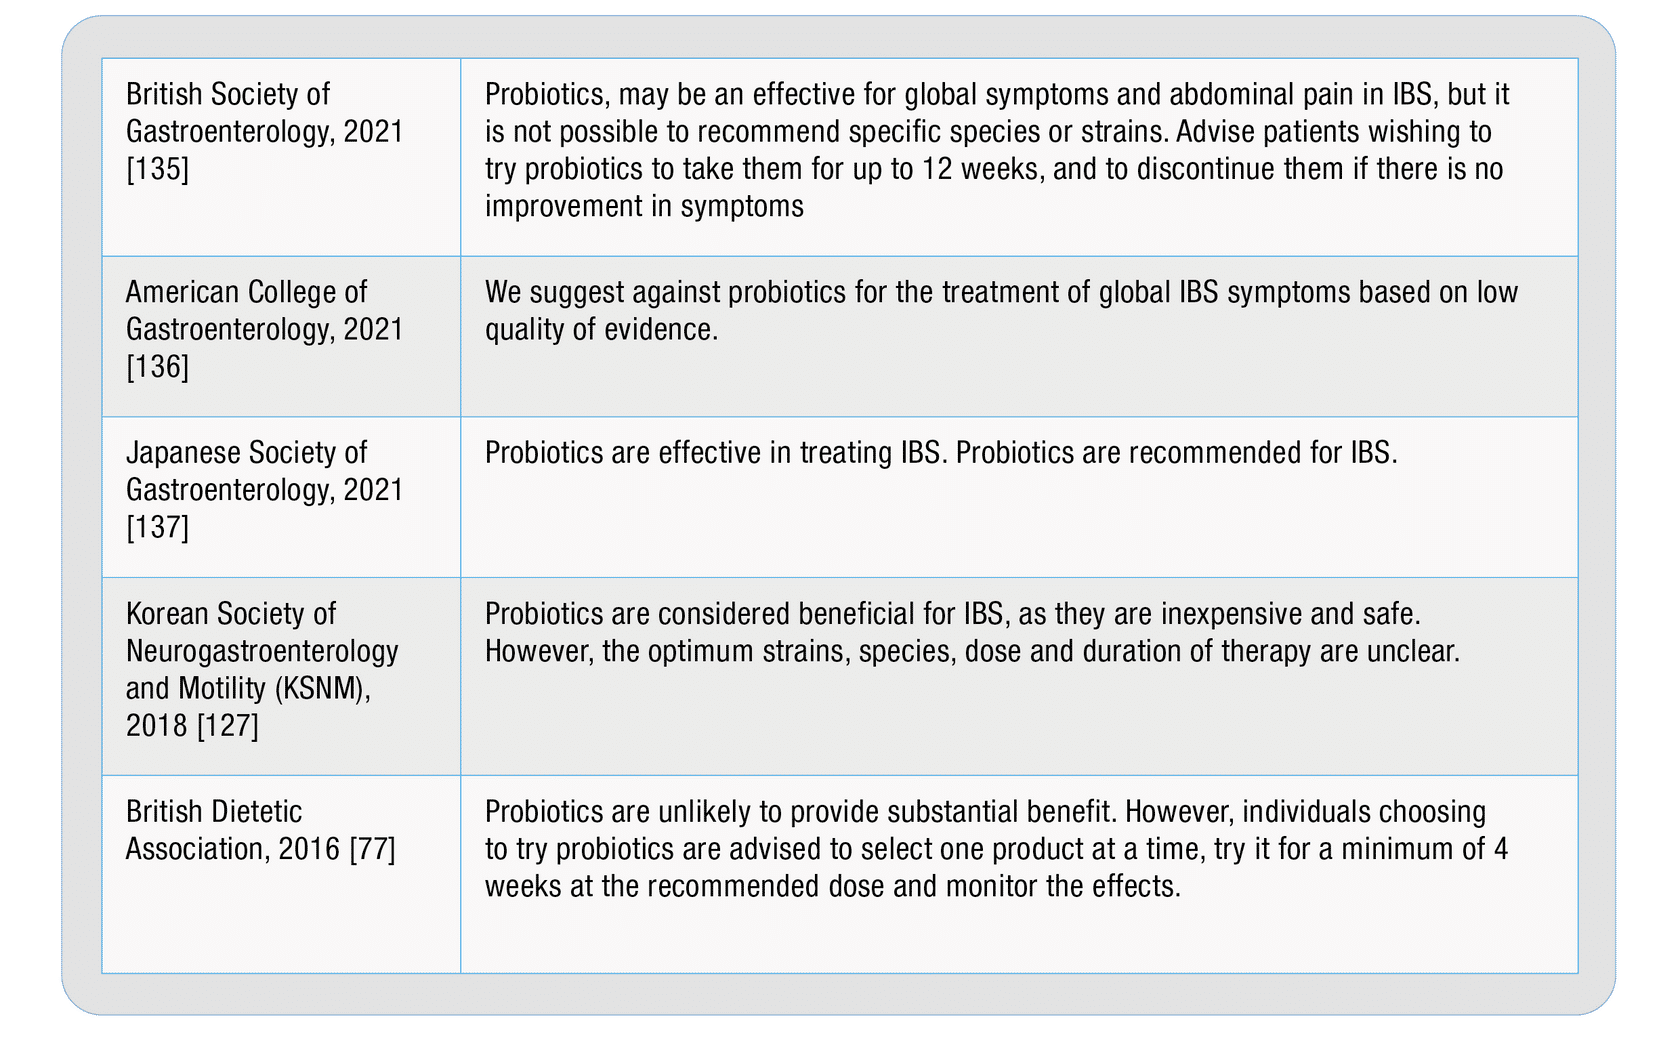 British Society of
Gastroenterology, 2021
[135]
Probiotics, may be an effective for global symptoms and abdominal pain in IBS, but it
is not possible to recommend specific species or strains. Advise patients wishing to
try probiotics to take them for up to 12 weeks, and to discontinue them if there is no
improvement in symptoms
American College of
Gastroenterology, 2021
[136]
We suggest against probiotics for the treatment of global IBS symptoms based on low
quality of evidence.
Japanese Society of
Gastroenterology, 2021
[137]
Probiotics are effective in treating IBS. Probiotics are recommended for IBS.
Korean Society of
Neurogastroenterology
and Motility (KSNM),
2018 [127]
Probiotics are considered beneficial for IBS, as they are inexpensive and safe.
However, the optimum strains, species, dose and duration of therapy are unclear.
British Dietetic
Association, 2016 [77]
Probiotics are unlikely to provide substantial benefit. However, individuals choosing
to try probiotics are advised to select one product at a time, try it for a minimum of 4
weeks at the recommended dose and monitor the effects.